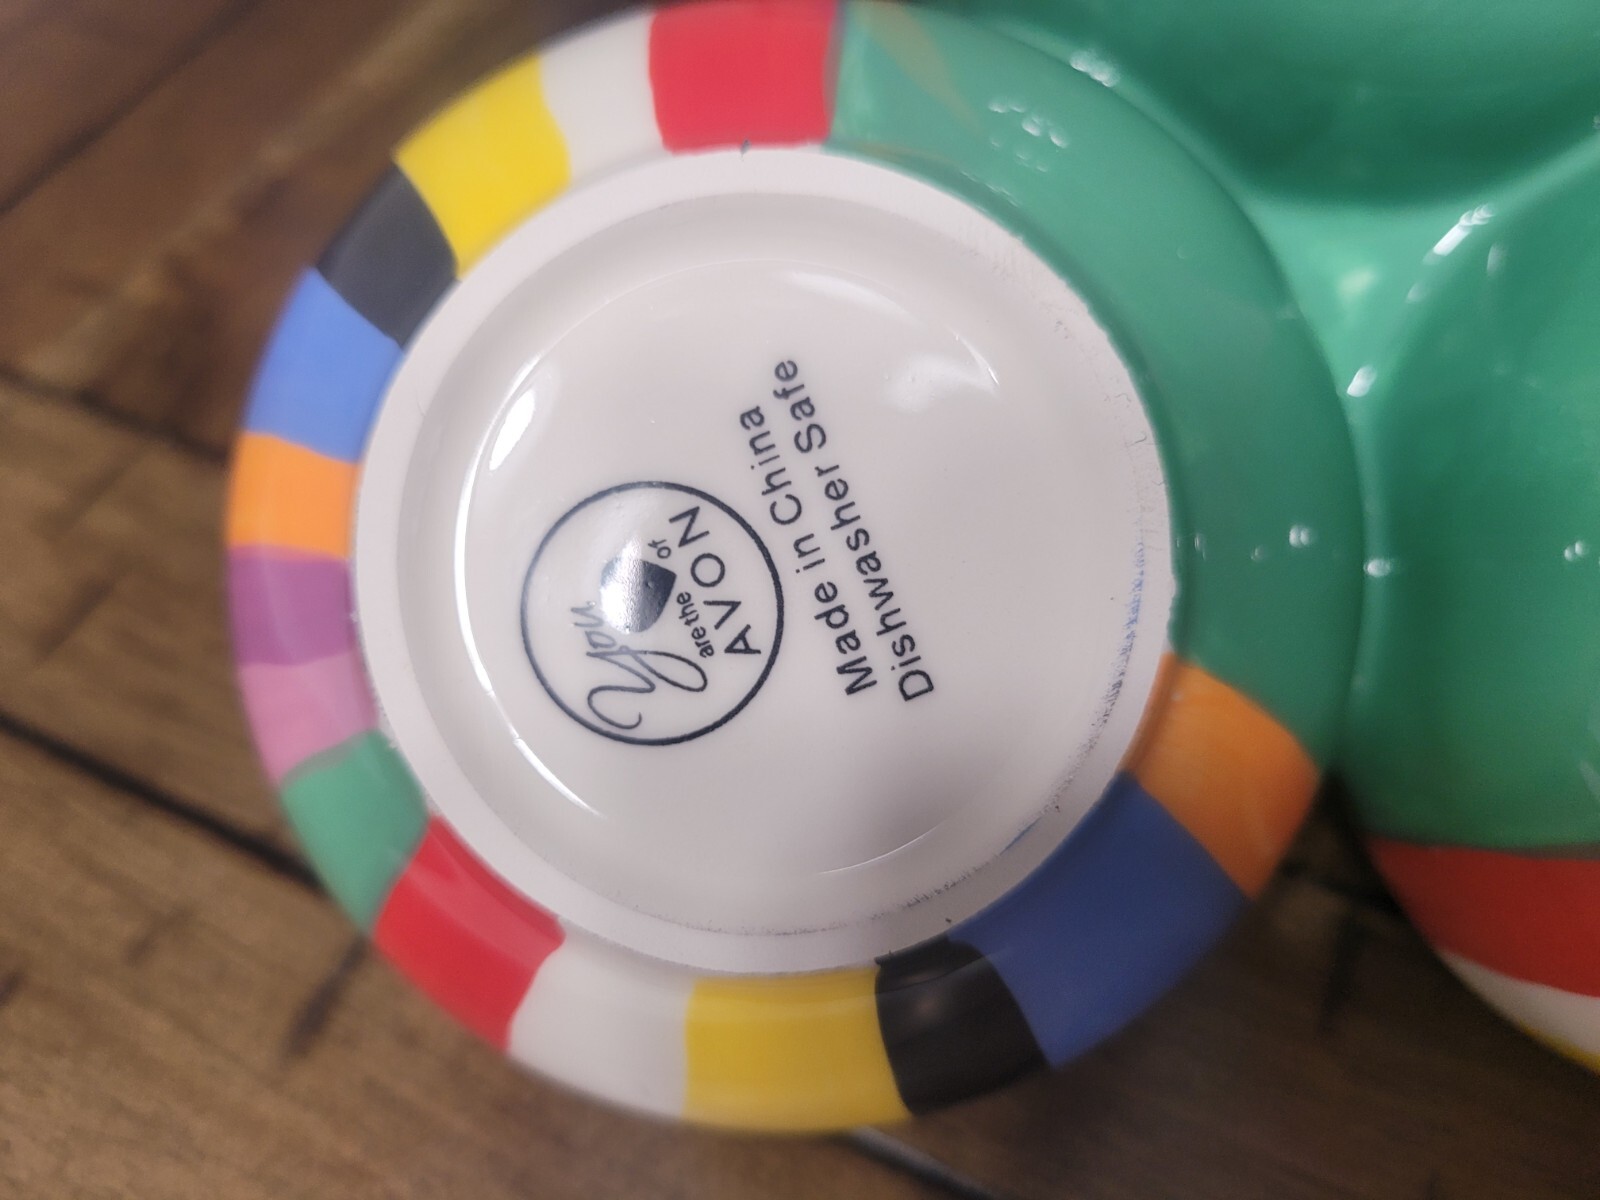 You
are the ♥ of
AVON
Made in China
Dishwasher Safe